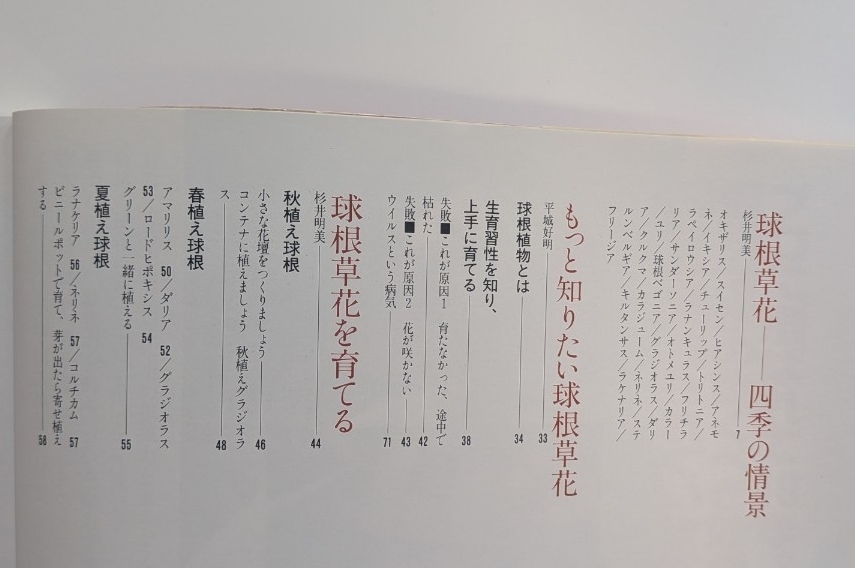 球根草花――四季の情景
杉井明美――7
オキザリス／スイセン／ヒアシンス／アネモ
ネ／イキシア／チューリップ／トリトニア／
ラペイロウシア／ラナンキュラス／フリチラ
リア／サンダーソニア／オトメユリ／カラー
／ユリ／球根ベゴニア／グラジオラス／ダリ
ア／クルクマ／カラジューム／ネリネ／ステ
ルンベルギア／キルタンサス／ラケナリア／
フリージア
もっと知りたい球根草花
平城好明――33
球根植物とは――34
生育習性を知り、
上手に育てる――38
失敗■これが原因1 育たなかった、途中で
枯れた――42
失敗■これが原因2 花が咲かない――43
ウイルスという病気――71
球根草花を育てる
杉井明美――44
秋植え球根
小さな花壇をつくりましょう――46
コンテナに植えましょう 秋植えグラジオラ
ス――48
春植え球根
アマリリス 50／ダリア 52／グラジオラス
53／ロードヒポキシス 54
グリーンと一緒に植える――55
夏植え球根
ラナケリア 56／ネリネ 57／コルチカム 57
ビニールポットで育て、芽が出たら寄せ植え
する――58